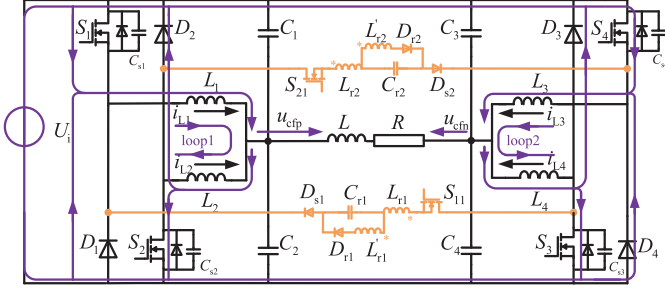 S1 D2 C1 C3 D3 S4
Cs1 Cs
L'r2 Dr2
S21 Lr2 Cr2 Ds2
L1 L3
iL1 ucfp L R ucfn iL3
Ui loop1 loop2
iL2 iL4
L2 L4
Ds1 Cr1 Lr1 S11
D1 S2 C2 Dr1 L'r1 C4 S3 D4
Cs2 Cs3